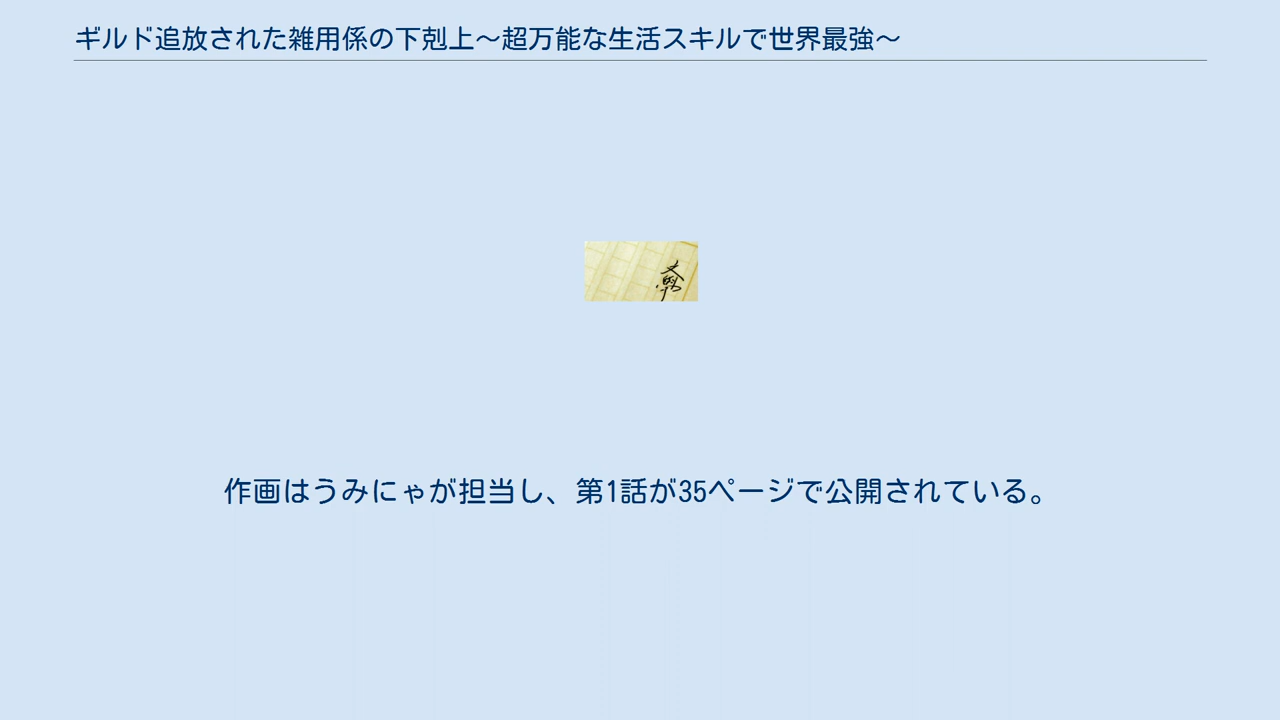 ギルド追放された雑用係の下剋上～超万能な生活スキルで世界最強～
作画はうみにゃが担当し、第1話が35ページで公開されている。